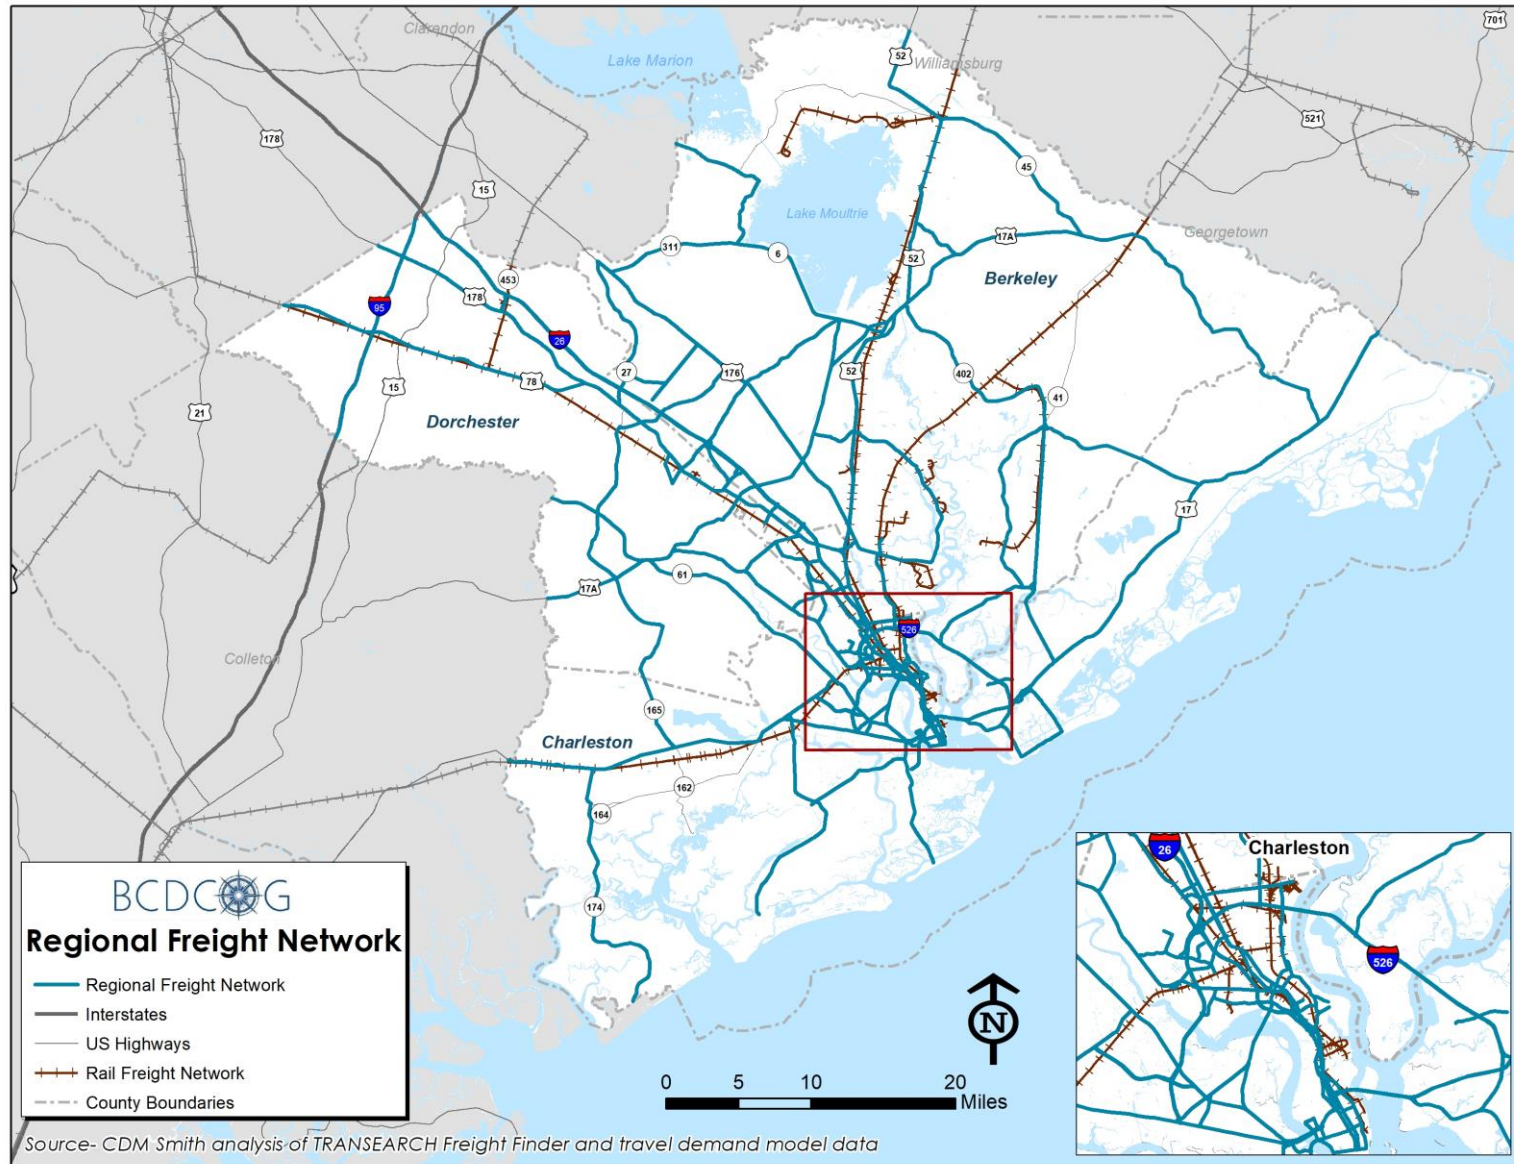 Clarendon
701
Lake Marion
52
Williamsburg
178
521
45
15
Lake Moultrie
Georgetown
17A
311
6
52
453
Berkeley
178
95
26
27
176
52
402
78
15
41
21
Dorchester
17
61
17A
526
Colleton
165
Charleston
162
164
174
BCDCOG
Regional Freight Network
Regional Freight Network
Interstates
US Highways
Rail Freight Network
County Boundaries
N
0 5 10 20
Miles
26
Charleston
526
Source- CDM Smith analysis of TRANSEARCH Freight Finder and travel demand model data